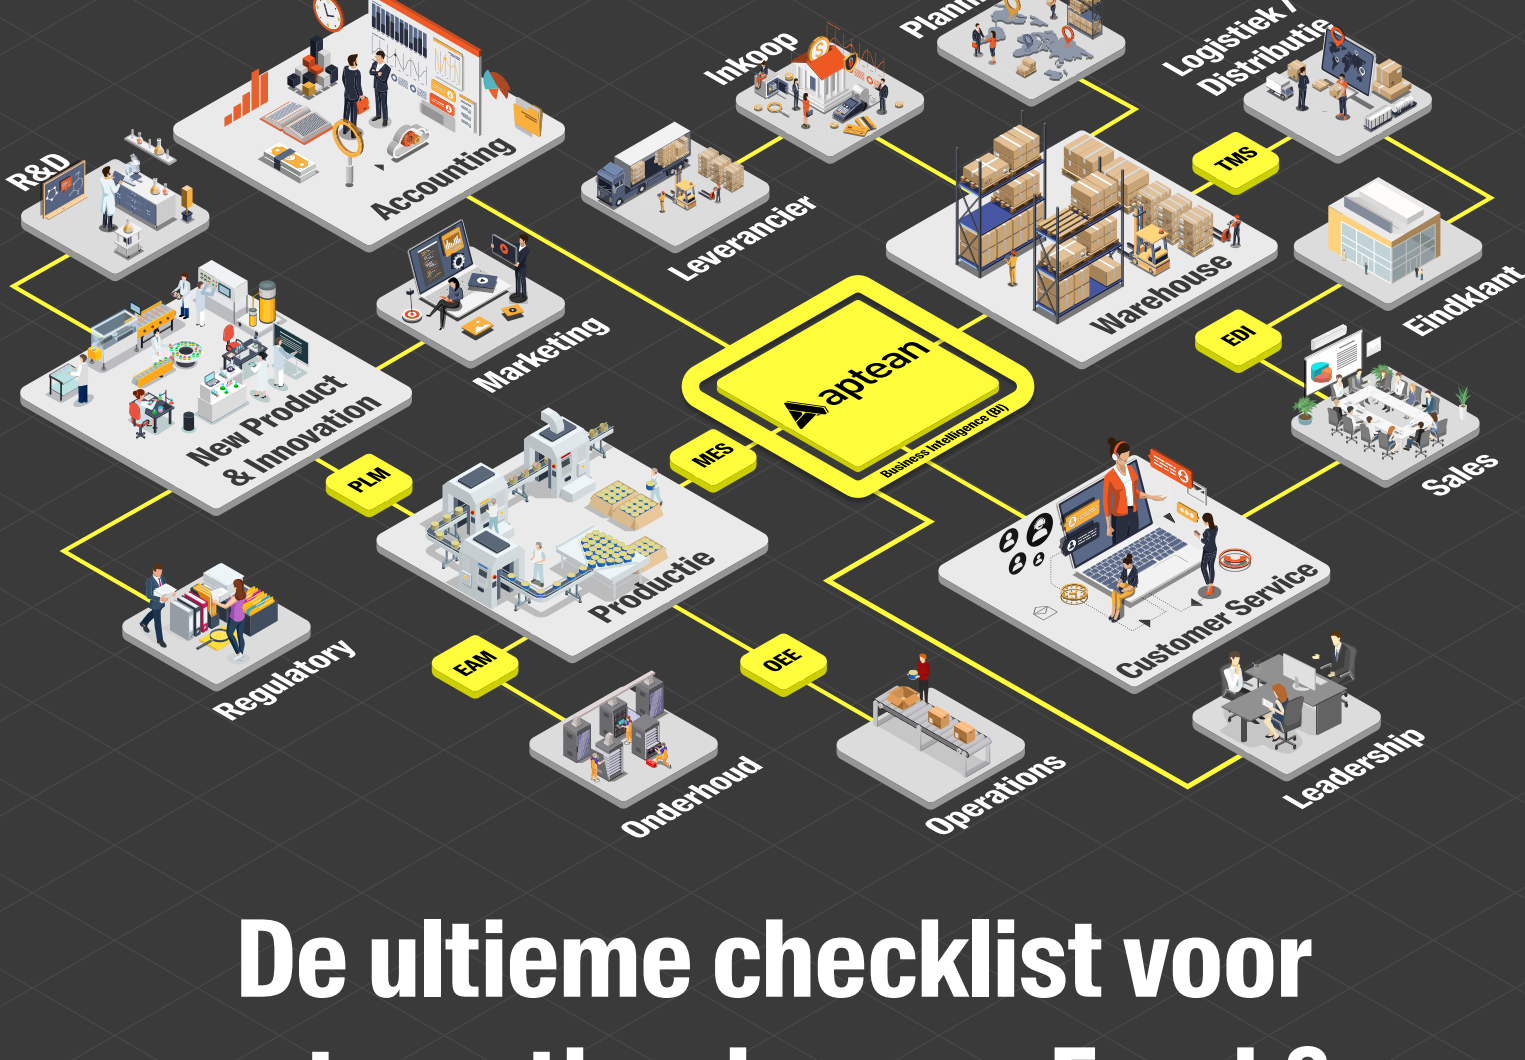 Inkoop
Logistiek /
Distributie
R&D
Accounting
TMS
Leverancier
Warehouse
Eindklant
Marketing
EDI
aptean
Business Intelligence (BI)
New Product
& Innovation
PLM
MES
Sales
Productie
Customer Service
Regulatory
EAM
OEE
Onderhoud
Operations
Leadership
De ultieme checklist voor